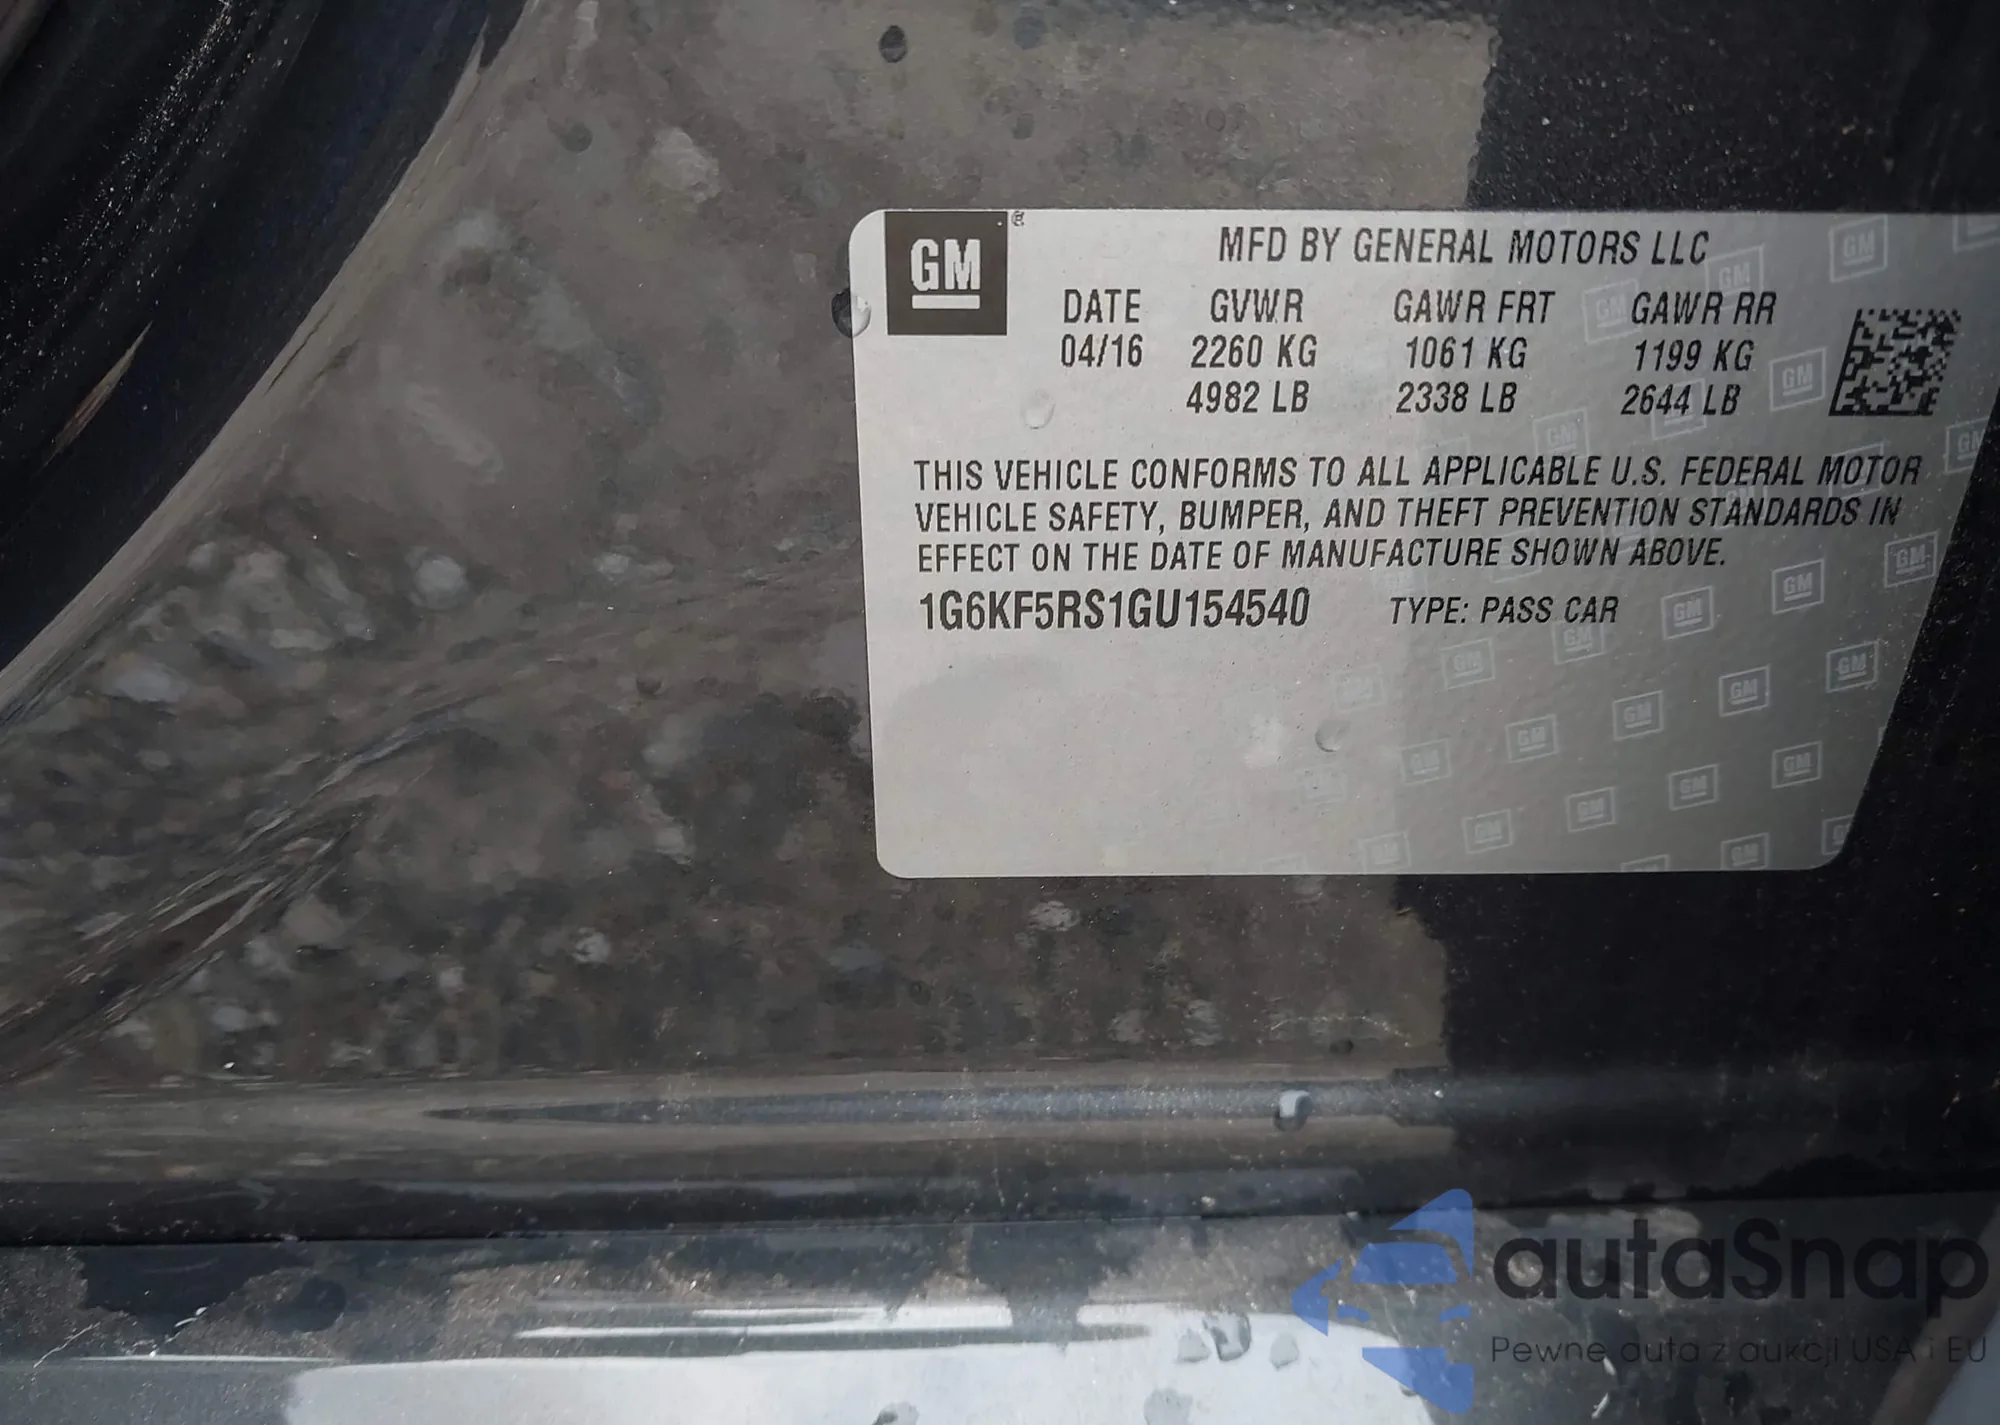 GM ®
MFD BY GENERAL MOTORS LLC
DATE GVWR GAWR FRT GAWR RR
04/16 2260 KG 1061 KG 1199 KG
4982 LB 2338 LB 2644 LB
THIS VEHICLE CONFORMS TO ALL APPLICABLE U.S. FEDERAL MOTOR
VEHICLE SAFETY, BUMPER, AND THEFT PREVENTION STANDARDS IN
EFFECT ON THE DATE OF MANUFACTURE SHOWN ABOVE.
1G6KF5RS1GU154540 TYPE: PASS CAR
autaSnap
Pewne auta z aukcji USA i EU